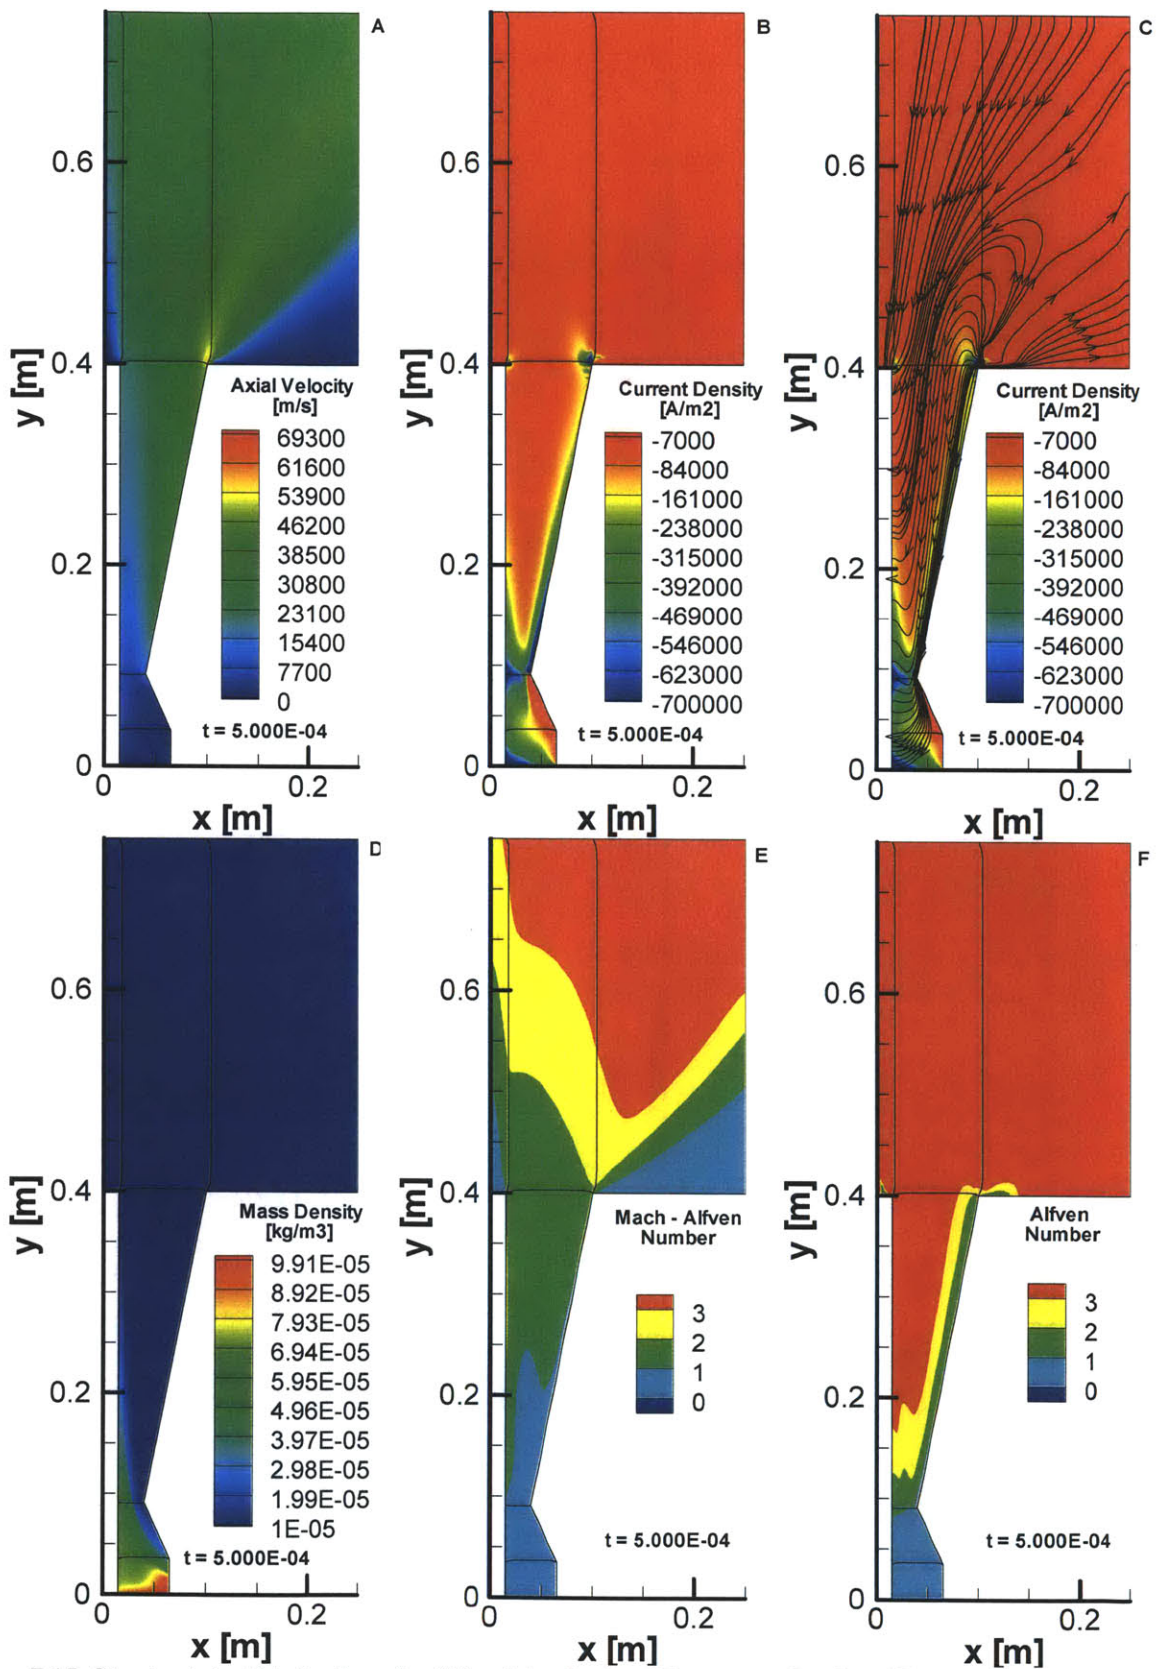 A
0.6
0.4
0.2
0
y [m]
Axial Velocity
[m/s]
69300
61600
53900
46200
38500
30800
23100
15400
7700
0
t = 5.000E-04
0
0.2
x [m]
B
0.6
0.4
0.2
0
y [m]
Current Density
[A/m2]
-7000
-84000
-161000
-238000
-315000
-392000
-469000
-546000
-623000
-700000
t = 5.000E-04
0
0.2
x [m]
C
0.6
0.4
0.2
0
y [m]
Current Density
[A/m2]
-7000
-84000
-161000
-238000
-315000
-392000
-469000
-546000
-623000
-700000
t = 5.000E-04
0
0.2
x [m]
D
0.6
0.4
0.2
0
y [m]
Mass Density
[kg/m3]
9.91E-05
8.92E-05
7.93E-05
6.94E-05
5.95E-05
4.96E-05
3.97E-05
2.98E-05
1.99E-05
1E-05
t = 5.000E-04
0
0.2
x [m]
E
0.6
0.4
0.2
0
y [m]
Mach - Alfven
Number
3
2
1
0
t = 5.000E-04
0
0.2
x [m]
F
0.6
0.4
0.2
0
y [m]
Alfven
Number
3
2
1
0
t = 5.000E-04
0
0.2
x [m]